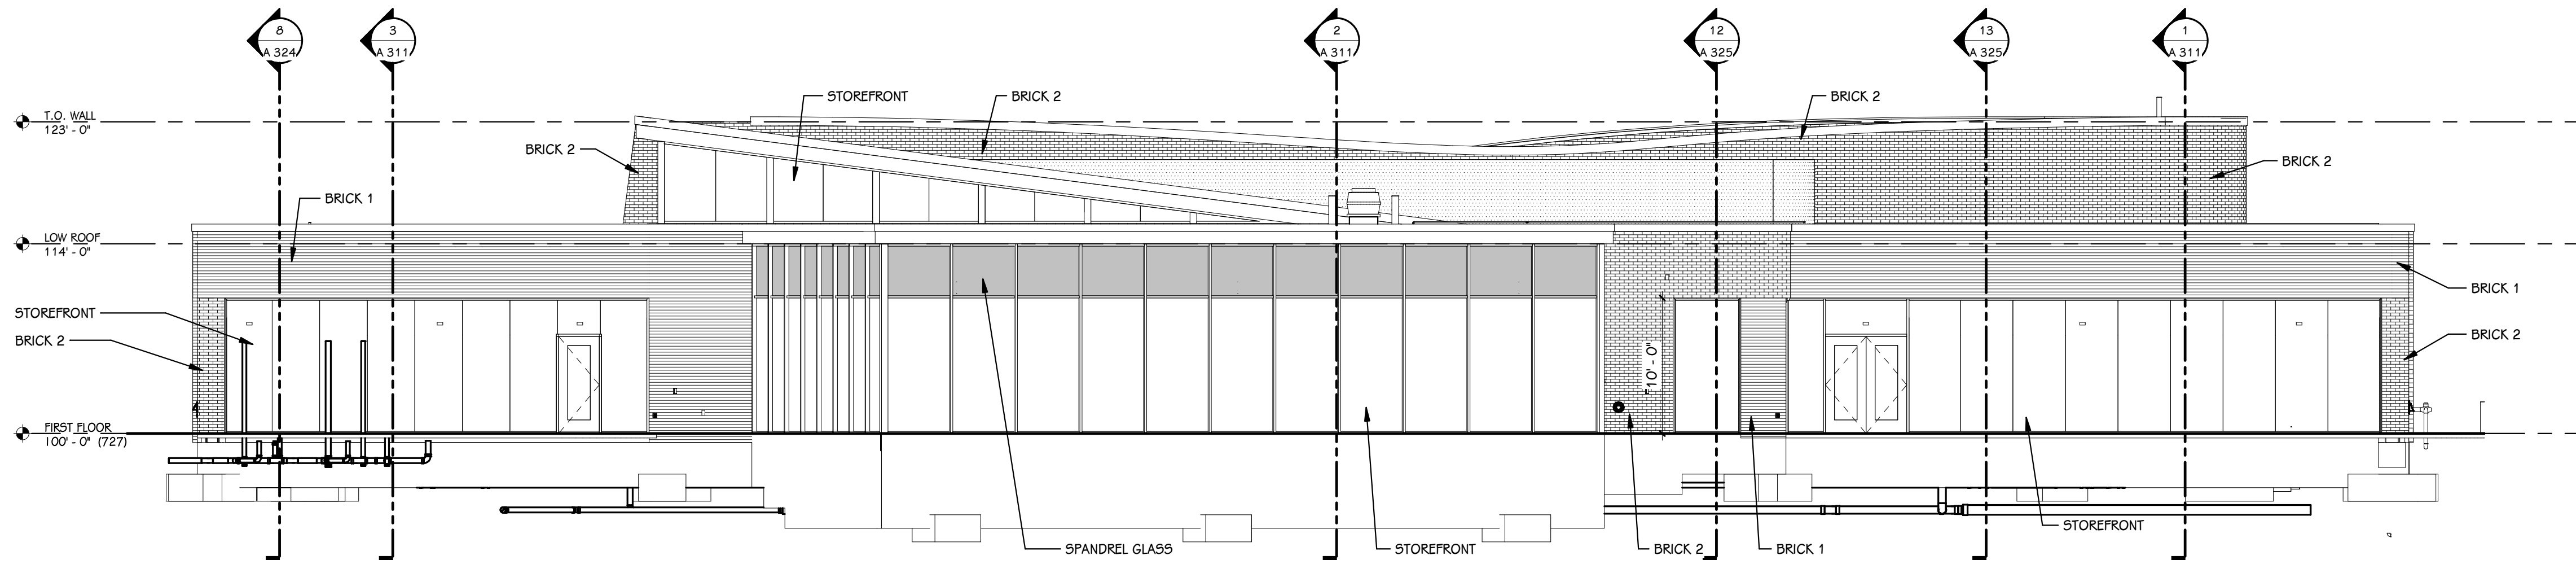 8
A 324
3
A 311
2
A 311
12
A 325
13
A 325
1
A 311
STOREFRONT
BRICK 2
BRICK 2
T.O. WALL
123' - 0"
BRICK 2
BRICK 2
BRICK 1
LOW ROOF
114' - 0"
BRICK 1
STOREFRONT
BRICK 2
BRICK 2
10' - 0"
FIRST FLOOR
100' - 0" (727)
STOREFRONT
SPANDREL GLASS
STOREFRONT
BRICK 2
BRICK 1